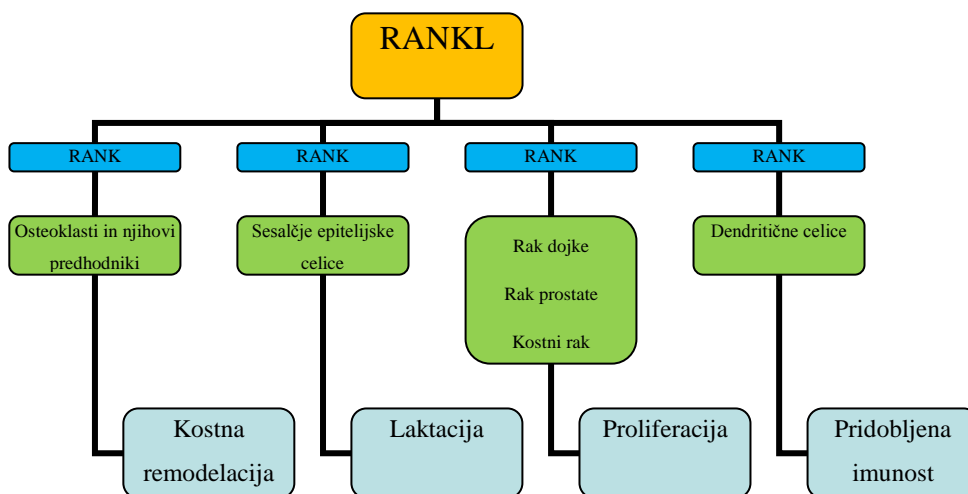 RANKL
RANK
RANK
RANK
RANK
Osteoklasti in njihovi
predhodniki
Sesalčje epitelijske
celice
Rak dojke
Rak prostate
Kostni rak
Dendritične celice
Kostna
remodelacija
Laktacija
Proliferacija
Pridobljena
imunost